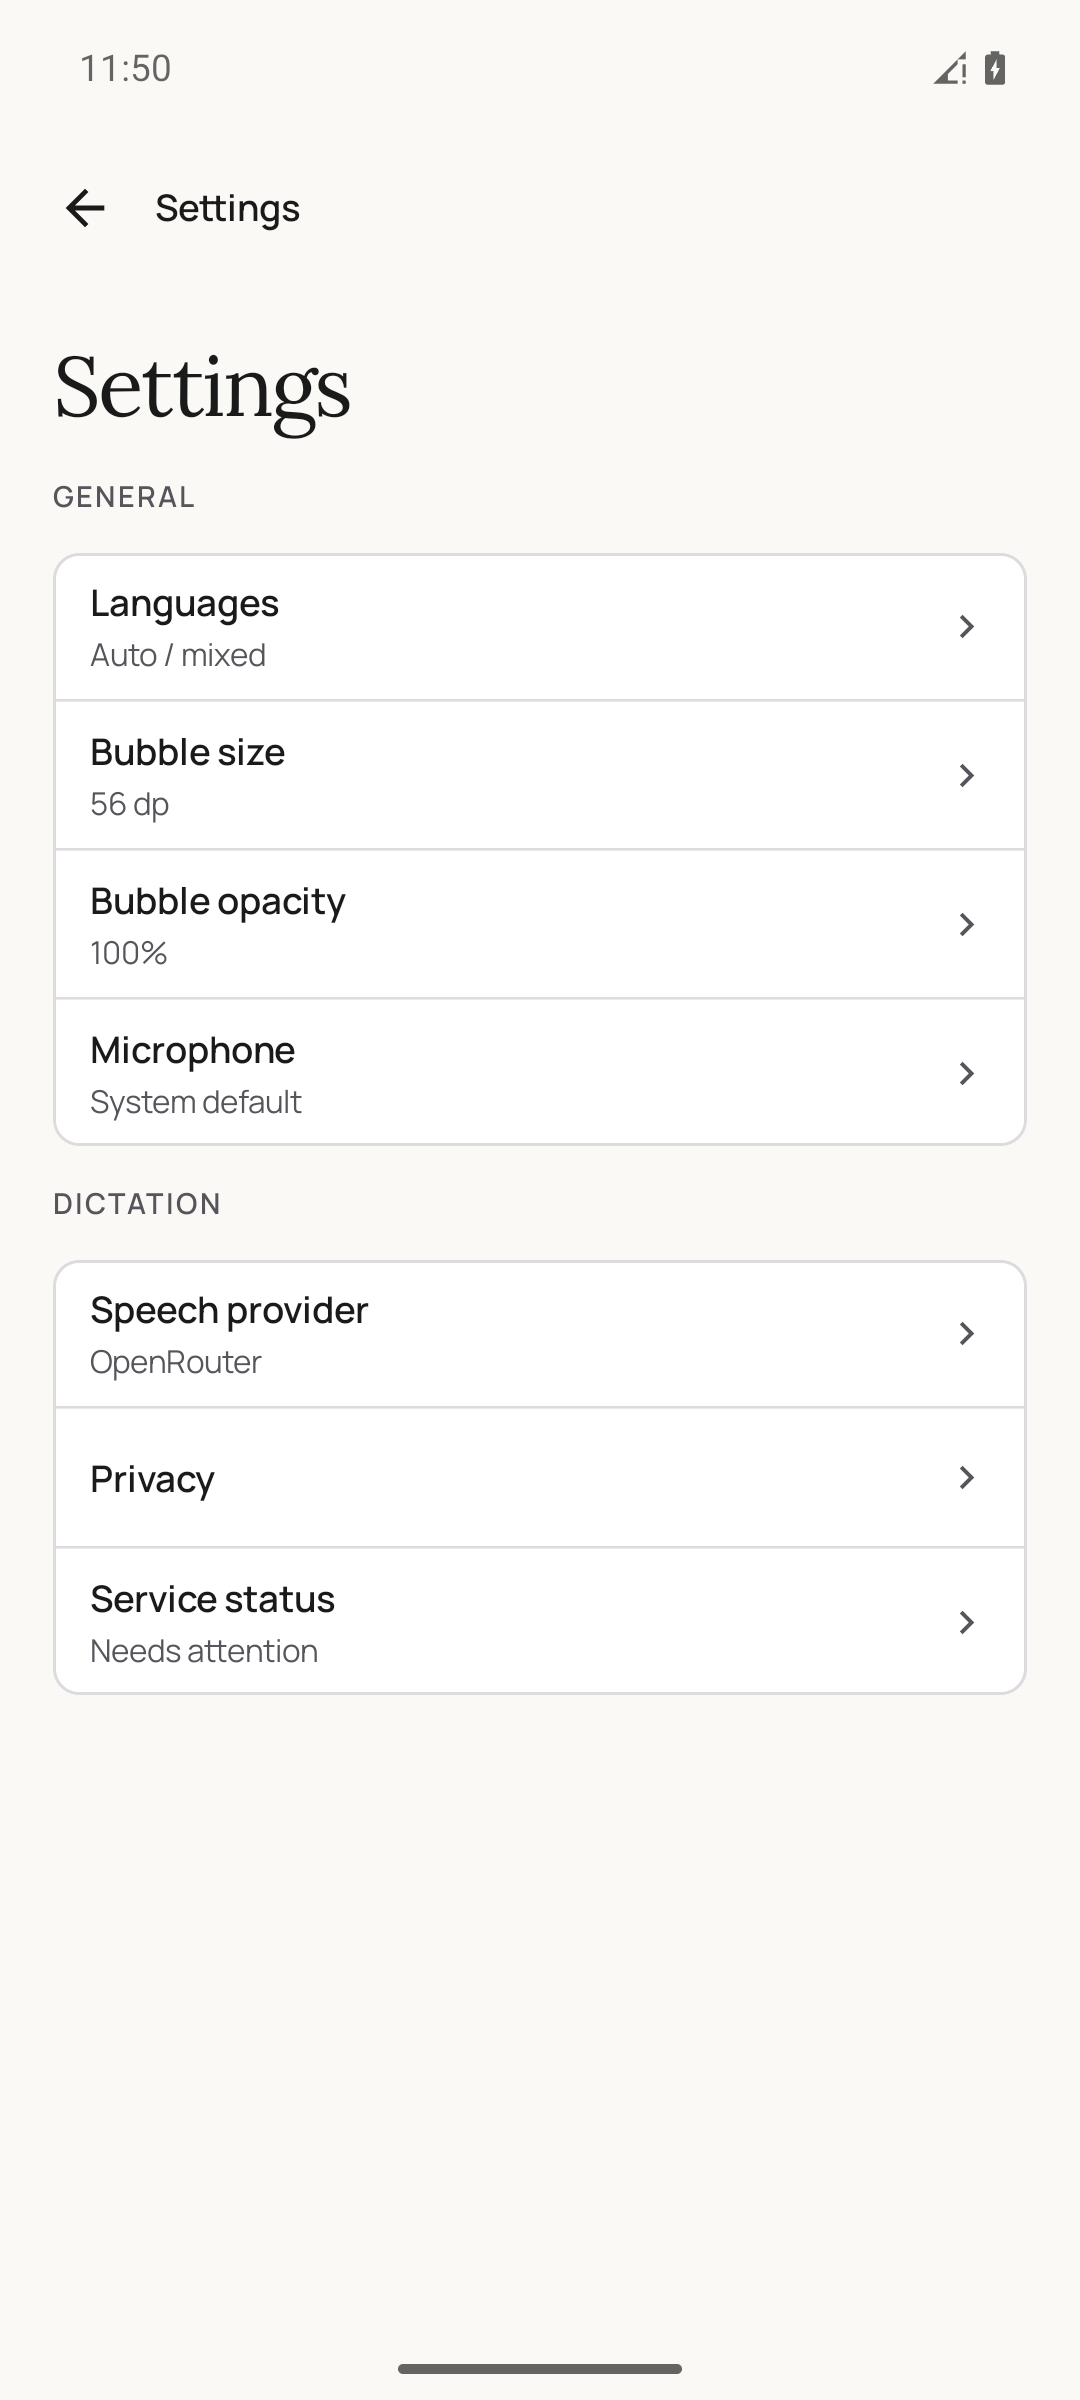 11:50
Settings
Settings
GENERAL
Languages
Auto / mixed
Bubble size
56 dp
Bubble opacity
100%
Microphone
System default
DICTATION
Speech provider
OpenRouter
Privacy
Service status
Needs attention